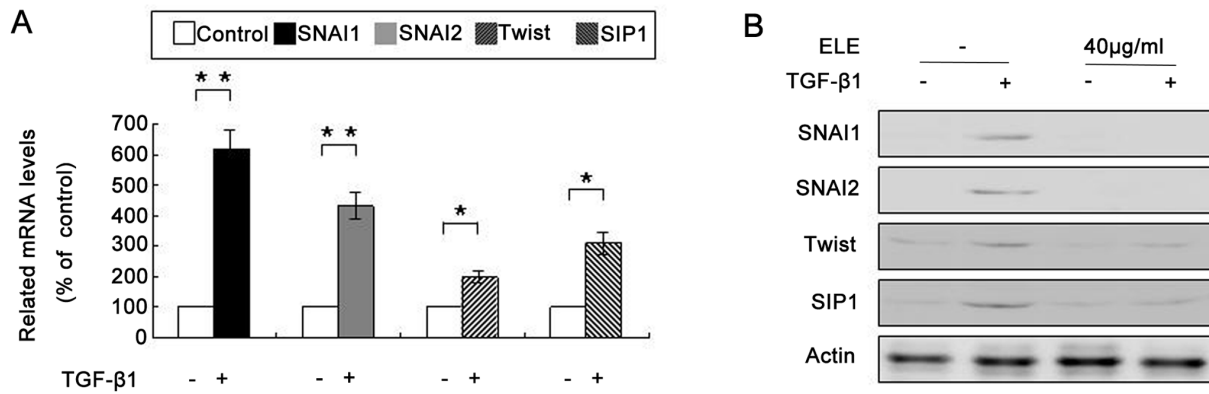 A
Control SNAI1 SNAI2 Twist SIP1
* * * * * *
Related mRNA levels
(% of control)
700
600
500
400
300
200
100
0
TGF-β1 - + - + - + - +
B
ELE - 40μg/ml
TGF-β1 - + - +
SNAI1
SNAI2
Twist
SIP1
Actin